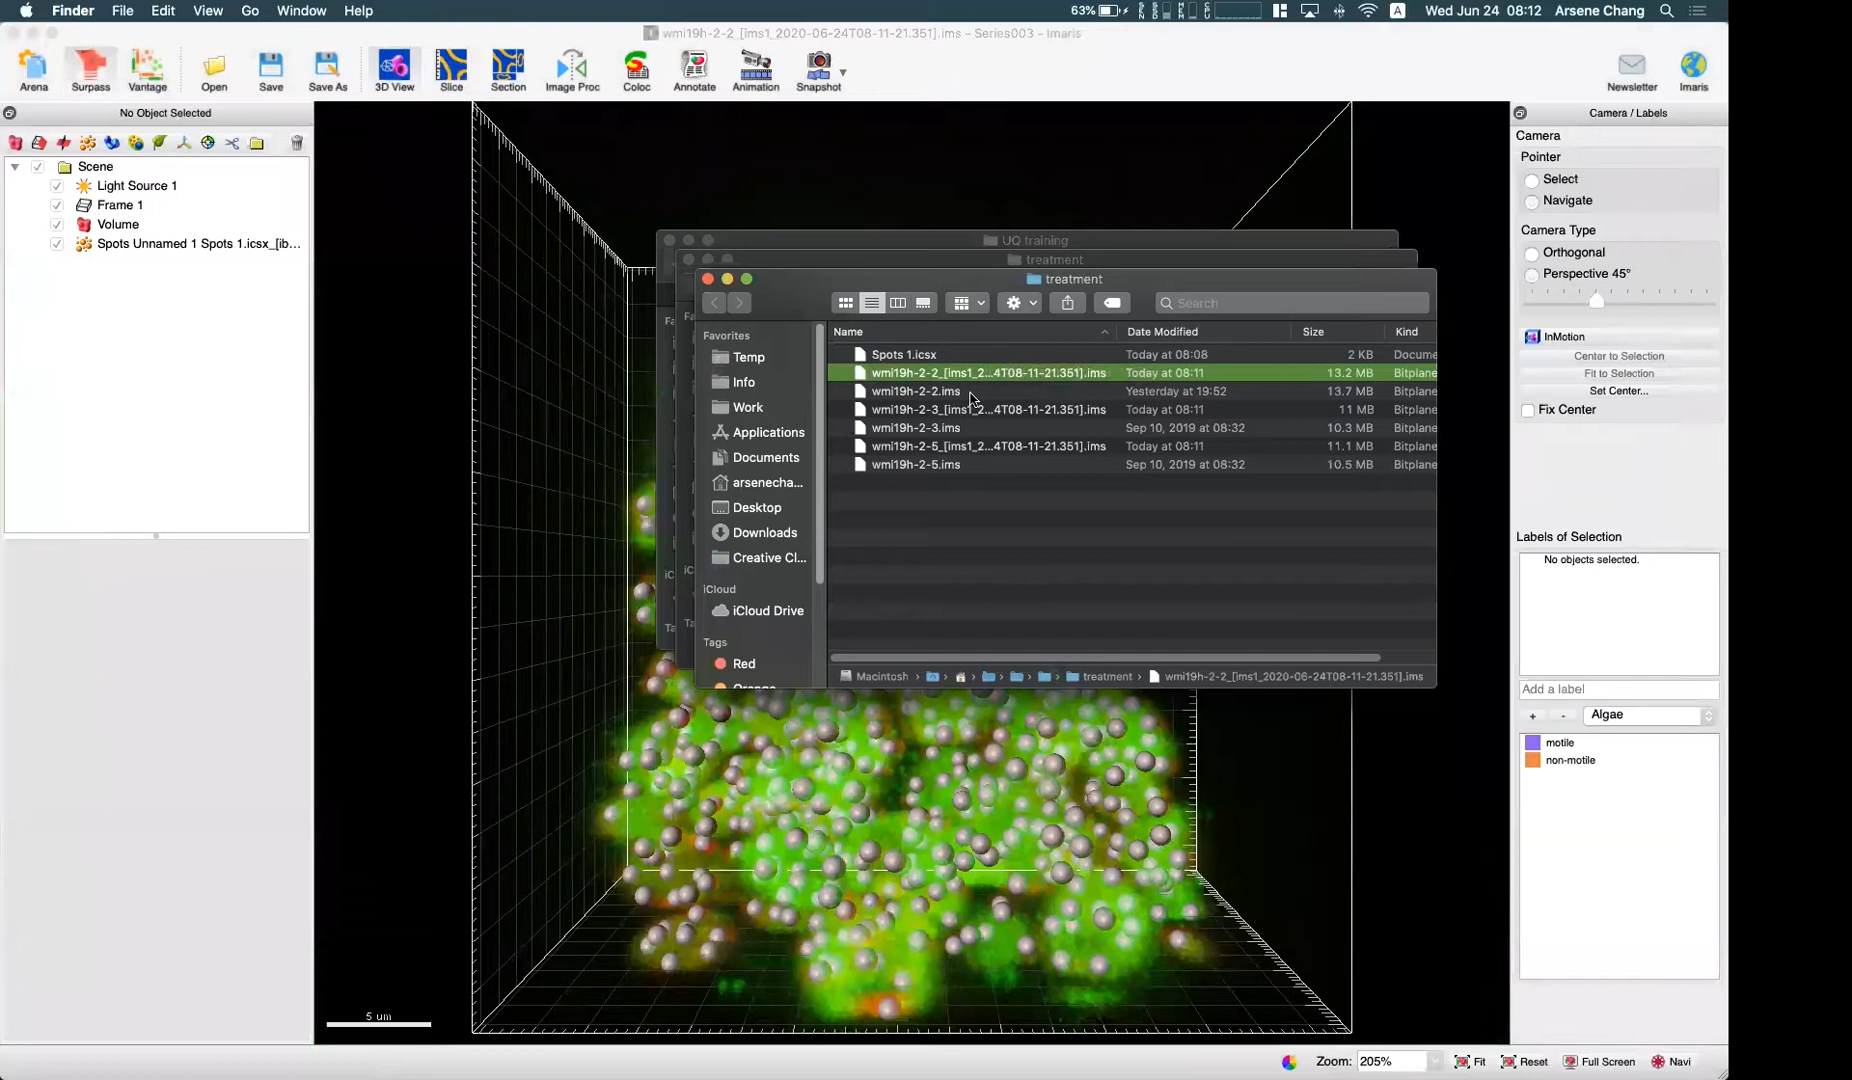 Finder File Edit View Go Window Help
63% A Wed Jun 24 08:12 Arsene Chang
wmi19h-2-2_[ims1_2020-06-24T08-11-21.351].ims - Series003 - Imaris
Arena Surpass Vantage Open Save Save As 3D View Slice Section Image Proc Coloc Annotate Animation Snapshot Newsletter Imaris
No Object Selected
Scene
Light Source 1
Frame 1
Volume
Spots Unnamed 1 Spots 1.icsx_[ib...
UQ training
treatment
treatment
Search
Favorites
Temp
Info
Work
Applications
Documents
arsenecha...
Desktop
Downloads
Creative Cl...
iCloud
iCloud Drive
Tags
Red
Orange
Name Date Modified Size Kind
Spots 1.icsx Today at 08:08 2 KB Docume
wmi19h-2-2_[ims1_2...4T08-11-21.351].ims Today at 08:11 13.2 MB Bitplane
wmi19h-2-2.ims Yesterday at 19:52 13.7 MB Bitplane
wmi19h-2-3_[ims1_2...4T08-11-21.351].ims Today at 08:11 11 MB Bitplane
wmi19h-2-3.ims Sep 10, 2019 at 08:32 10.3 MB Bitplane
wmi19h-2-5_[ims1_2...4T08-11-21.351].ims Today at 08:11 11.1 MB Bitplane
wmi19h-2-5.ims Sep 10, 2019 at 08:32 10.5 MB Bitplane
Macintosh › › › › › › treatment › wmi19h-2-2_[ims1_2020-06-24T08-11-21.351].ims
5 um
Camera / Labels
Camera
Pointer
Select
Navigate
Camera Type
Orthogonal
Perspective 45°
InMotion
Center to Selection
Fit to Selection
Set Center...
Fix Center
Labels of Selection
No objects selected.
Add a label
+ - Algae
motile
non-motile
Zoom: 205% Fit Reset Full Screen Navi